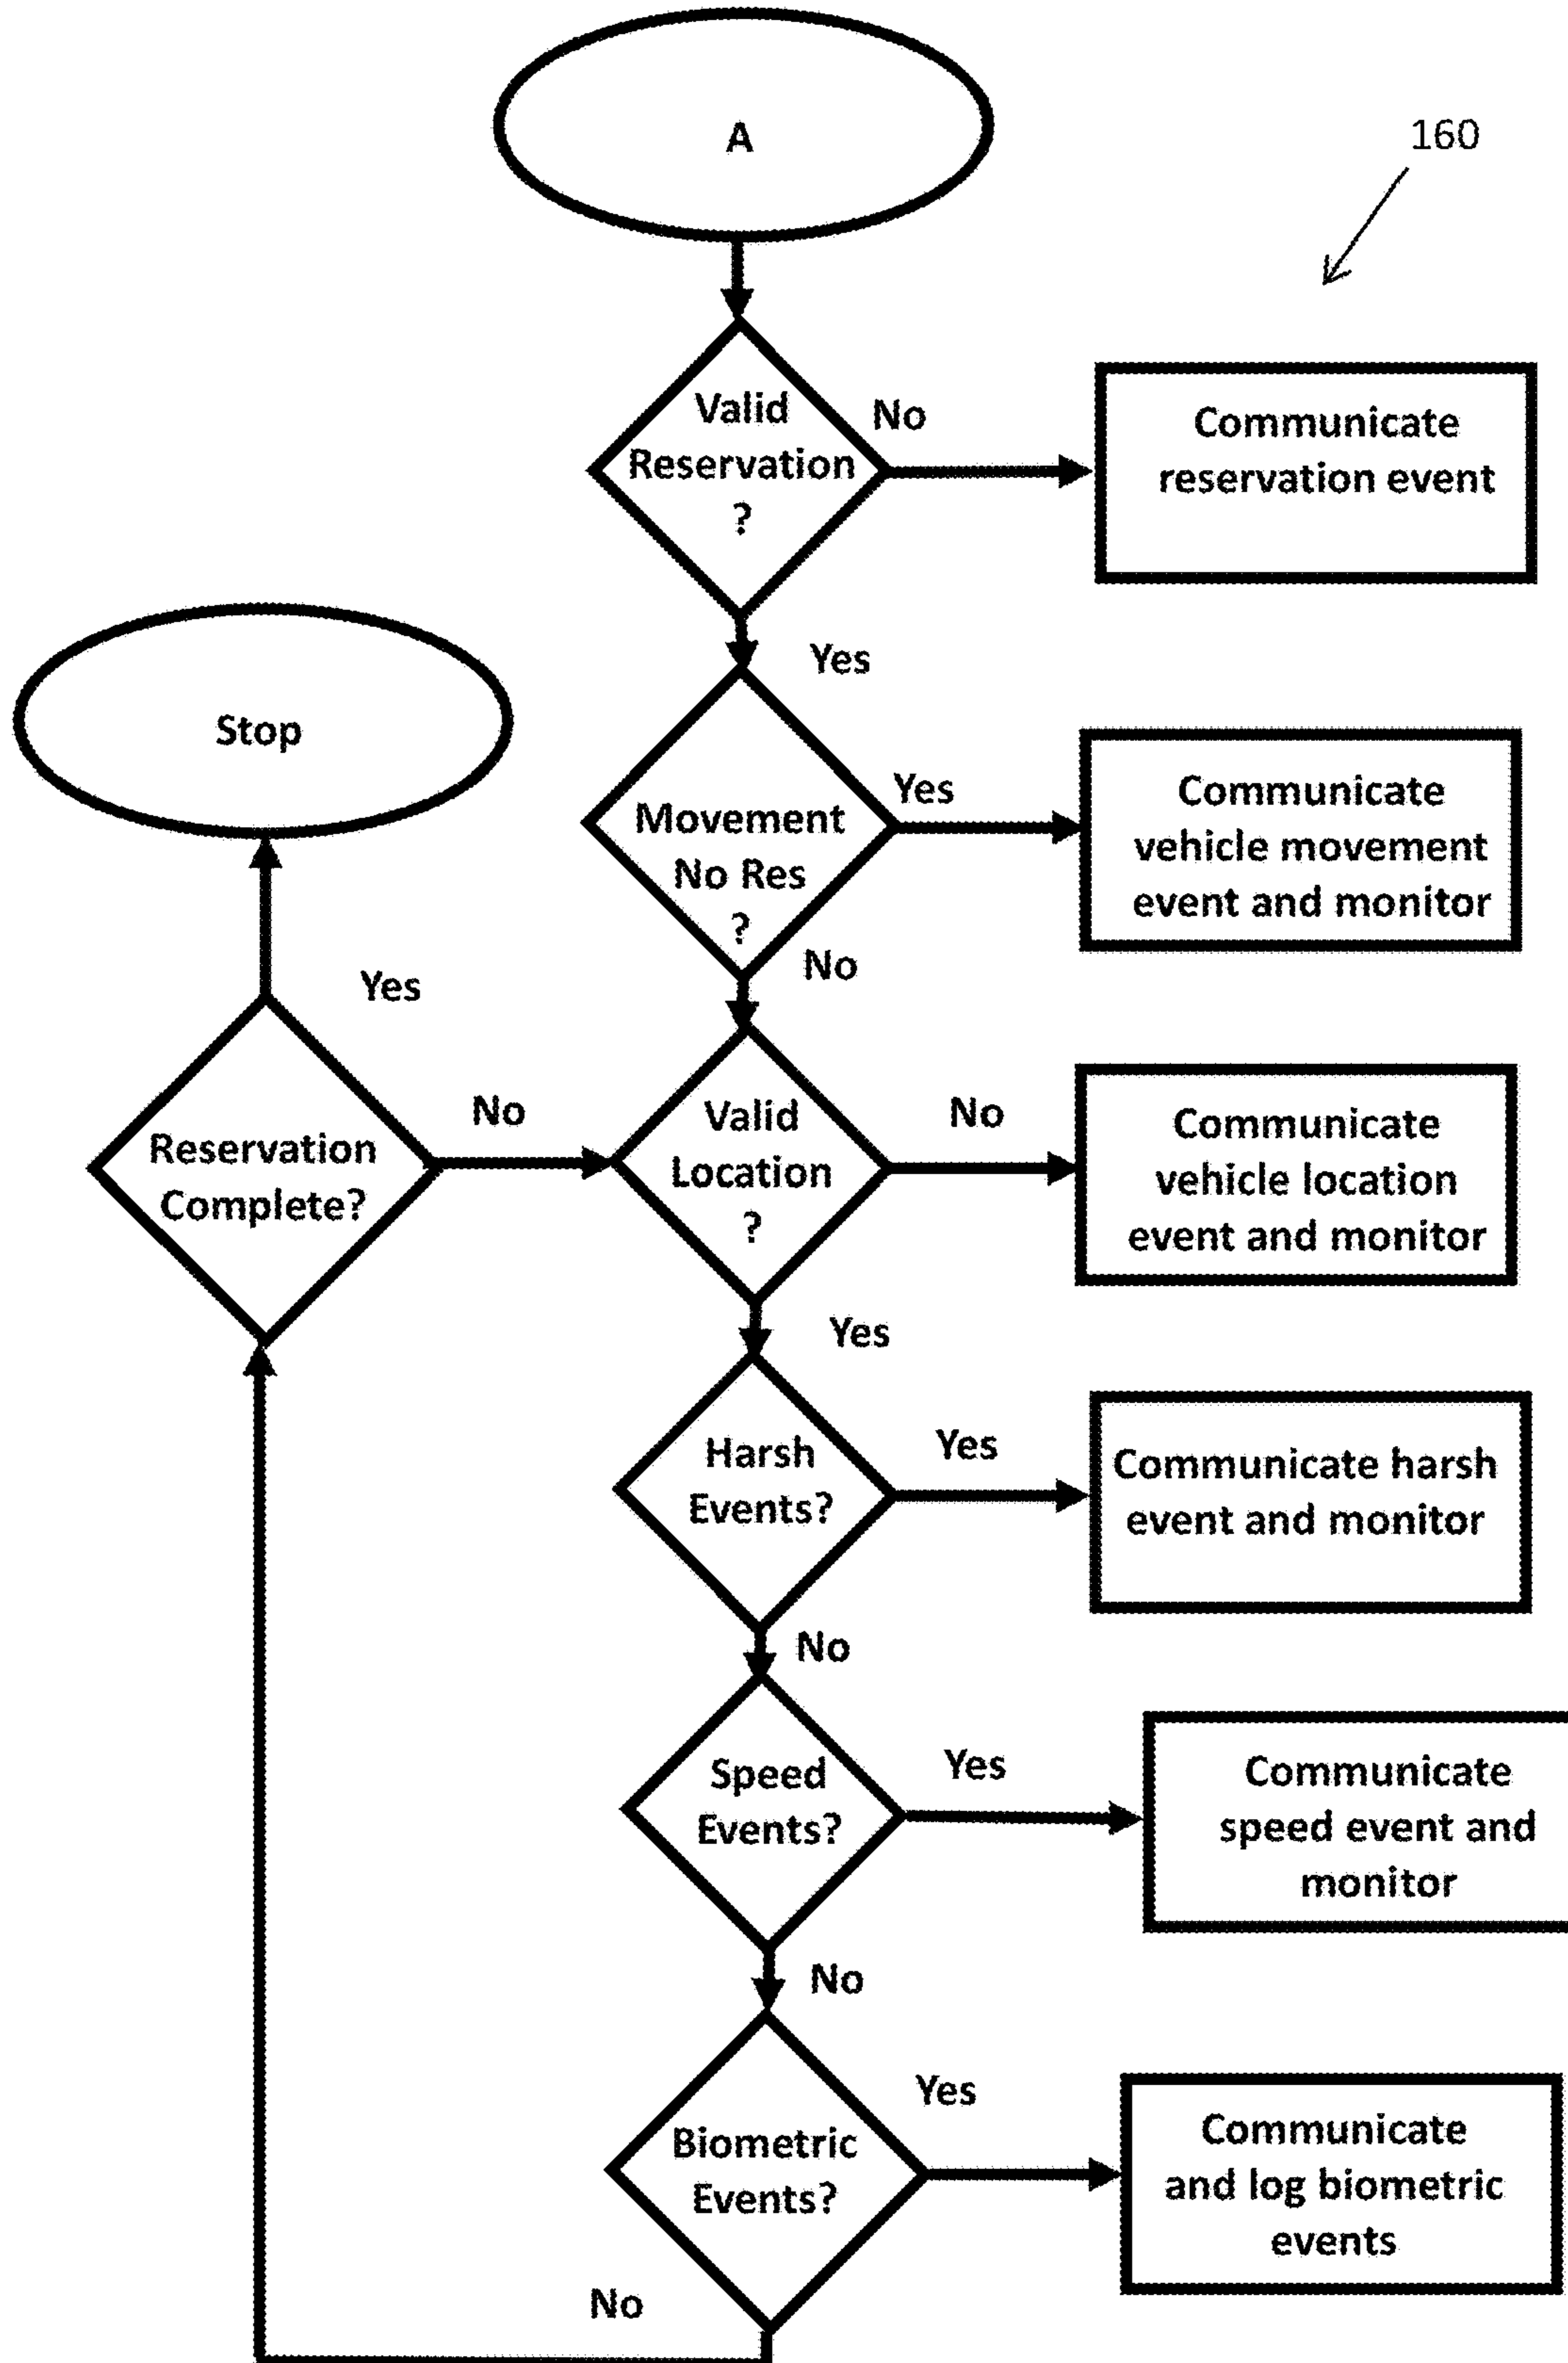 A
160
Valid
Reservation
?
No
Communicate
reservation event
Yes
Stop
Movement
No Res
?
Yes
Communicate
vehicle movement
event and monitor
No
Yes
Reservation
Complete?
No
Valid
Location
?
No
Communicate
vehicle location
event and monitor
Yes
Harsh
Events?
Yes
Communicate harsh
event and monitor
No
Speed
Events?
Yes
Communicate
speed event and
monitor
No
Biometric
Events?
Yes
Communicate
and log biometric
events
No